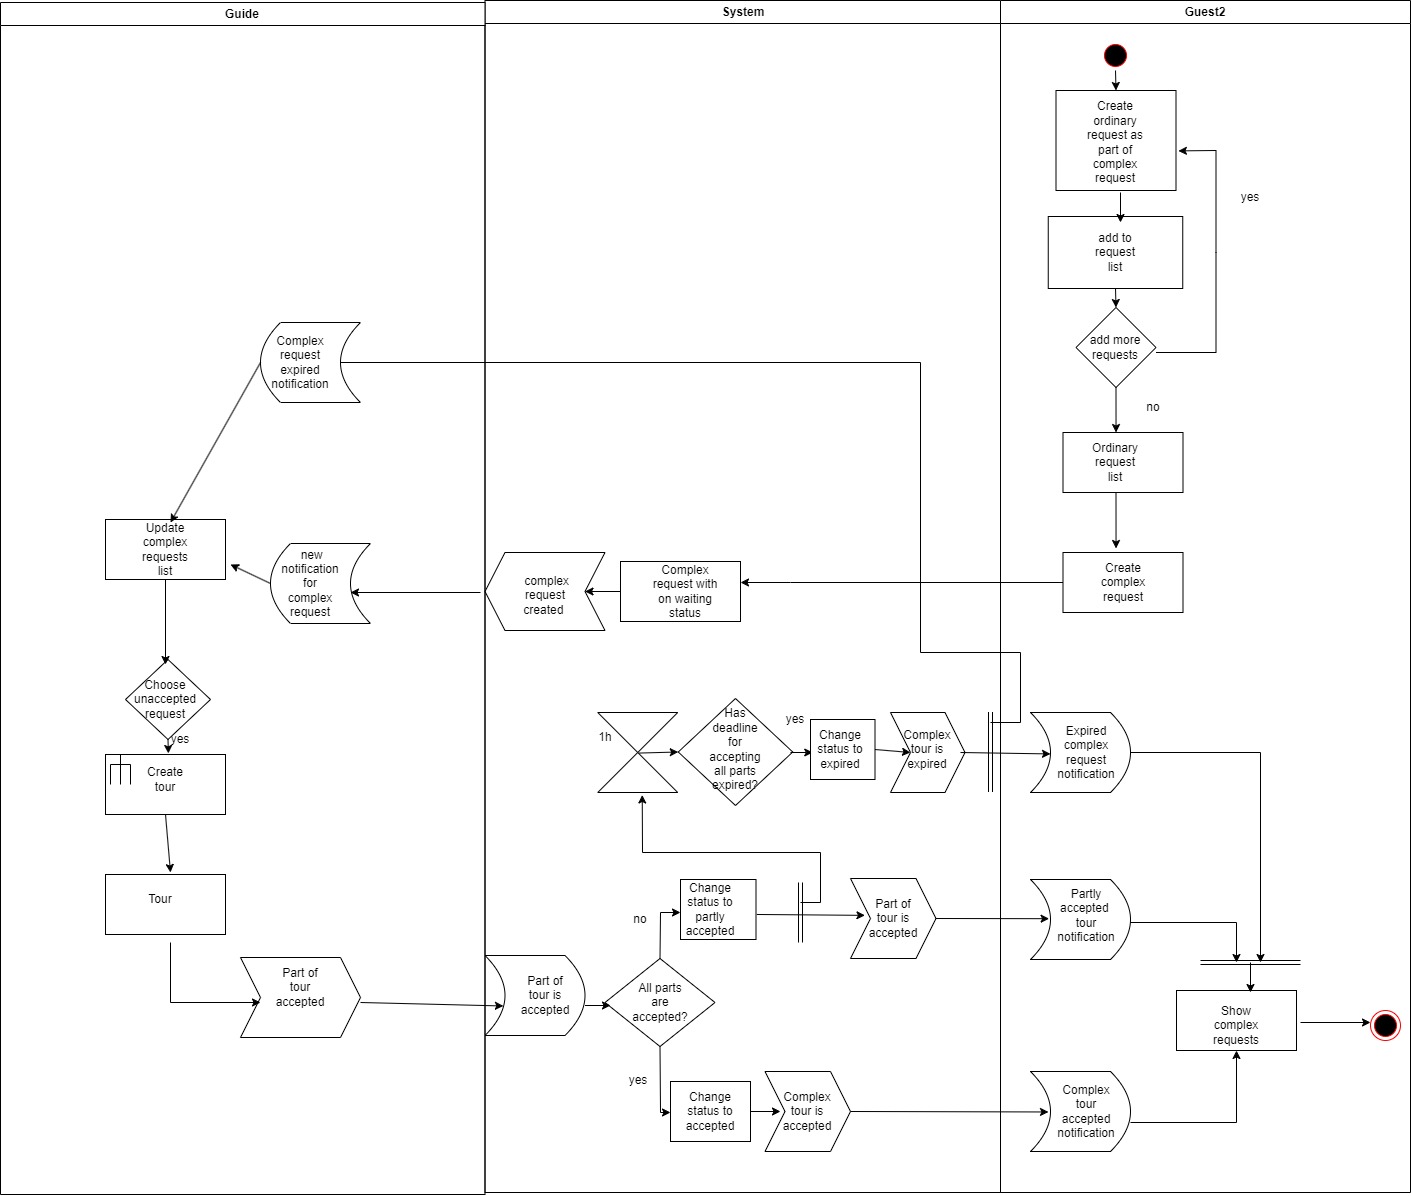 Guide
System
Guest2
Create
ordinary
request as
part of
complex
request
yes
add to
request
list
add more
requests
no
Ordinary
request
list
Create
complex
request
Complex
request
expired
notification
Update
complex
requests
list
new
notification
for
complex
request
complex
request
created
Complex
request with
on waiting
status
Choose
unaccepted
request
yes
Create
tour
Tour
Part of
tour
accepted
1h
Has
deadline
for
accepting
all parts
expired?
yes
Change
status to
expired
Complex
tour is
expired
Expired
complex
request
notification
no
Change
status to
partly
accepted
Part of
tour is
accepted
Partly
accepted
tour
notification
Part of
tour is
accepted
All parts
are
accepted?
yes
Change
status to
accepted
Complex
tour is
accepted
Complex
tour
accepted
notification
Show
complex
requests